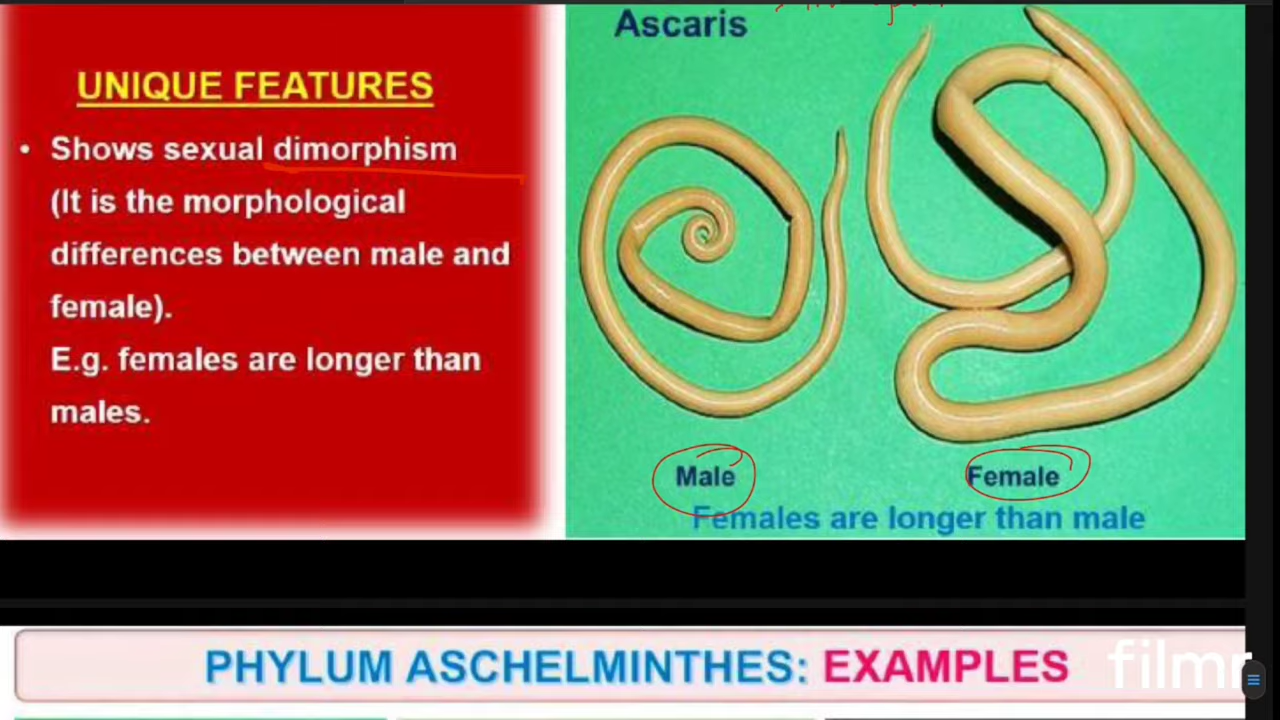 UNIQUE FEATURES
• Shows sexual dimorphism
(It is the morphological
differences between male and
female).
E.g. females are longer than
males.
Ascaris
Male
Female
Females are longer than male
PHYLUM ASCHELMINTHES: EXAMPLES